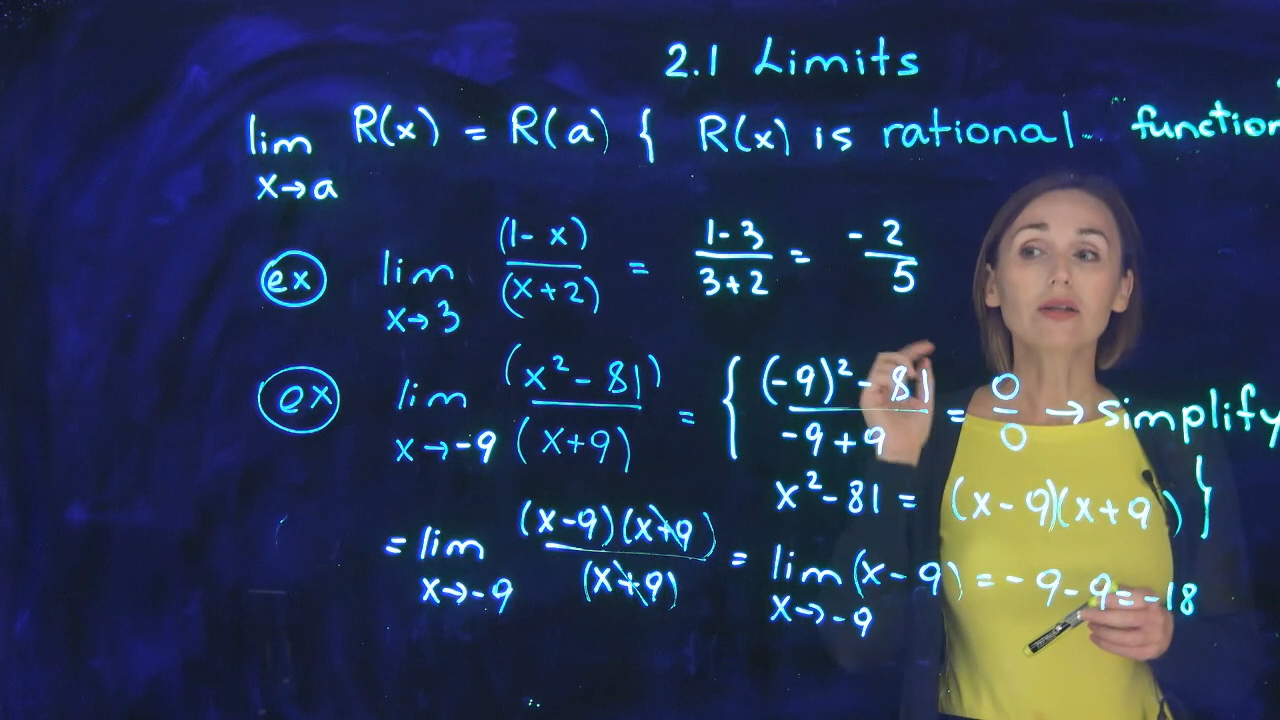 2.1 Limits
lim x→a R(x) = R(a) { R(x) is rational function
ex lim x→3 (1-x)/(x+2) = (1-3)/(3+2) = -2/5
ex lim x→-9 (x²-81)/(x+9) = { ((-9)²-81)/(-9+9) = 0/0 → simplify
x²-81 = (x-9)(x+9) }
= lim x→-9 (x-9)(x+9)/(x+9) = lim x→-9 (x-9) = -9-9 = -18